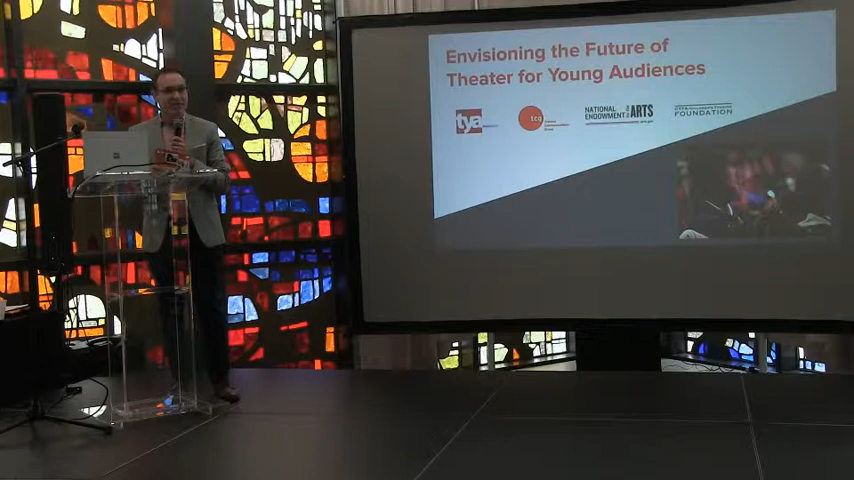 Envisioning the Future of
Theater for Young Audiences
tya
tcg
NATIONAL
ENDOWMENT
ARTS
FOUNDATION